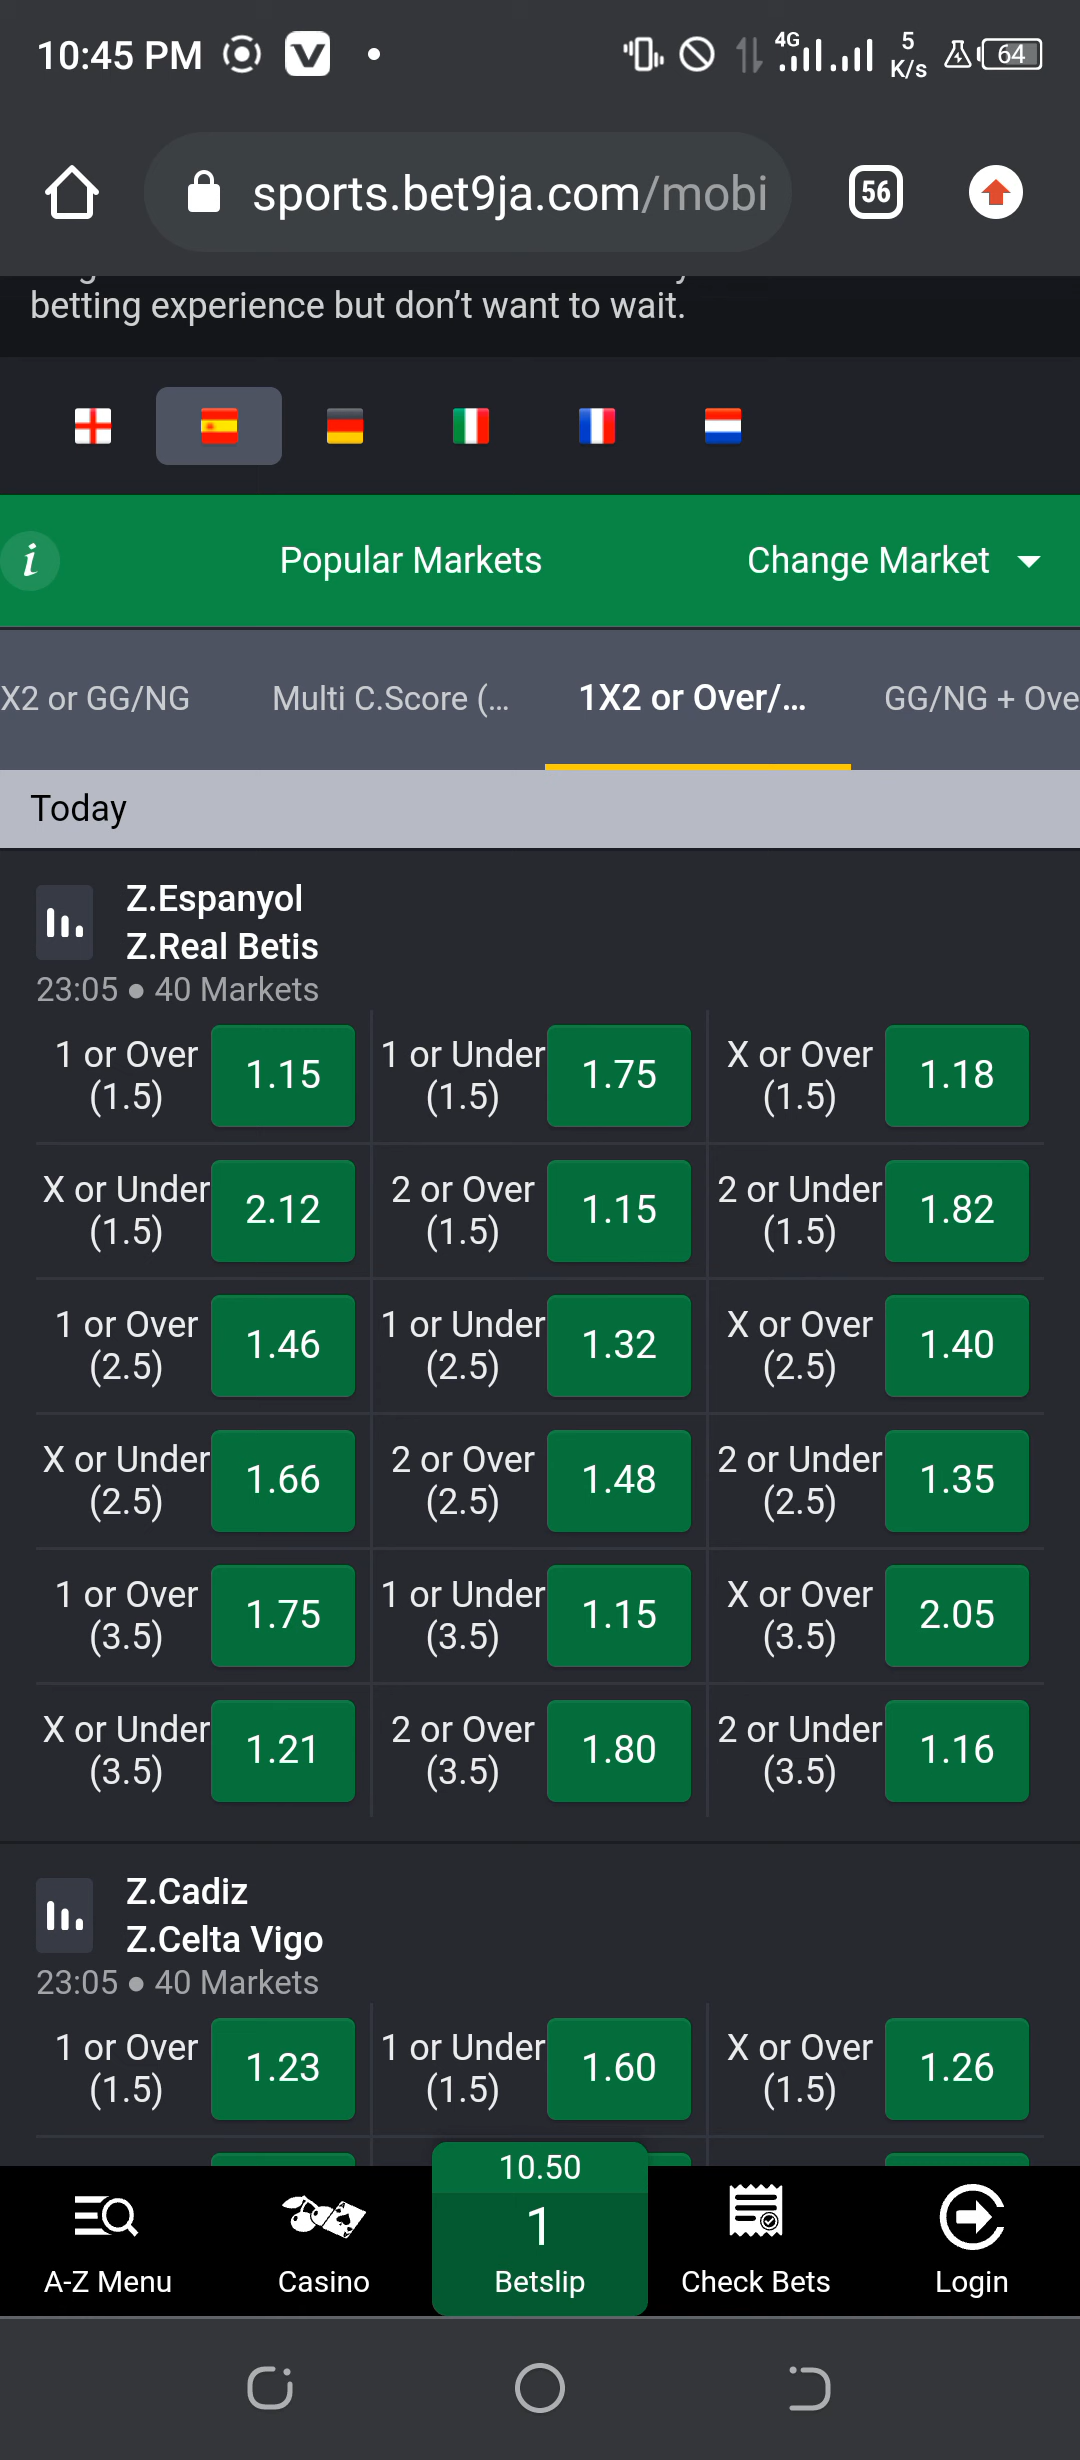 10:45 PM
4G
5
K/s
64
sports.bet9ja.com/mobi
56
betting experience but don’t want to wait.
i
Popular Markets
Change Market
X2 or GG/NG
Multi C.Score (...
1X2 or Over/...
GG/NG + Ove
Today
Z.Espanyol
Z.Real Betis
23:05 ● 40 Markets
1 or Over (1.5) 1.15
1 or Under (1.5) 1.75
X or Over (1.5) 1.18
X or Under (1.5) 2.12
2 or Over (1.5) 1.15
2 or Under (1.5) 1.82
1 or Over (2.5) 1.46
1 or Under (2.5) 1.32
X or Over (2.5) 1.40
X or Under (2.5) 1.66
2 or Over (2.5) 1.48
2 or Under (2.5) 1.35
1 or Over (3.5) 1.75
1 or Under (3.5) 1.15
X or Over (3.5) 2.05
X or Under (3.5) 1.21
2 or Over (3.5) 1.80
2 or Under (3.5) 1.16
Z.Cadiz
Z.Celta Vigo
23:05 ● 40 Markets
1 or Over (1.5) 1.23
1 or Under (1.5) 1.60
X or Over (1.5) 1.26
10.50
1
A-Z Menu
Casino
Betslip
Check Bets
Login